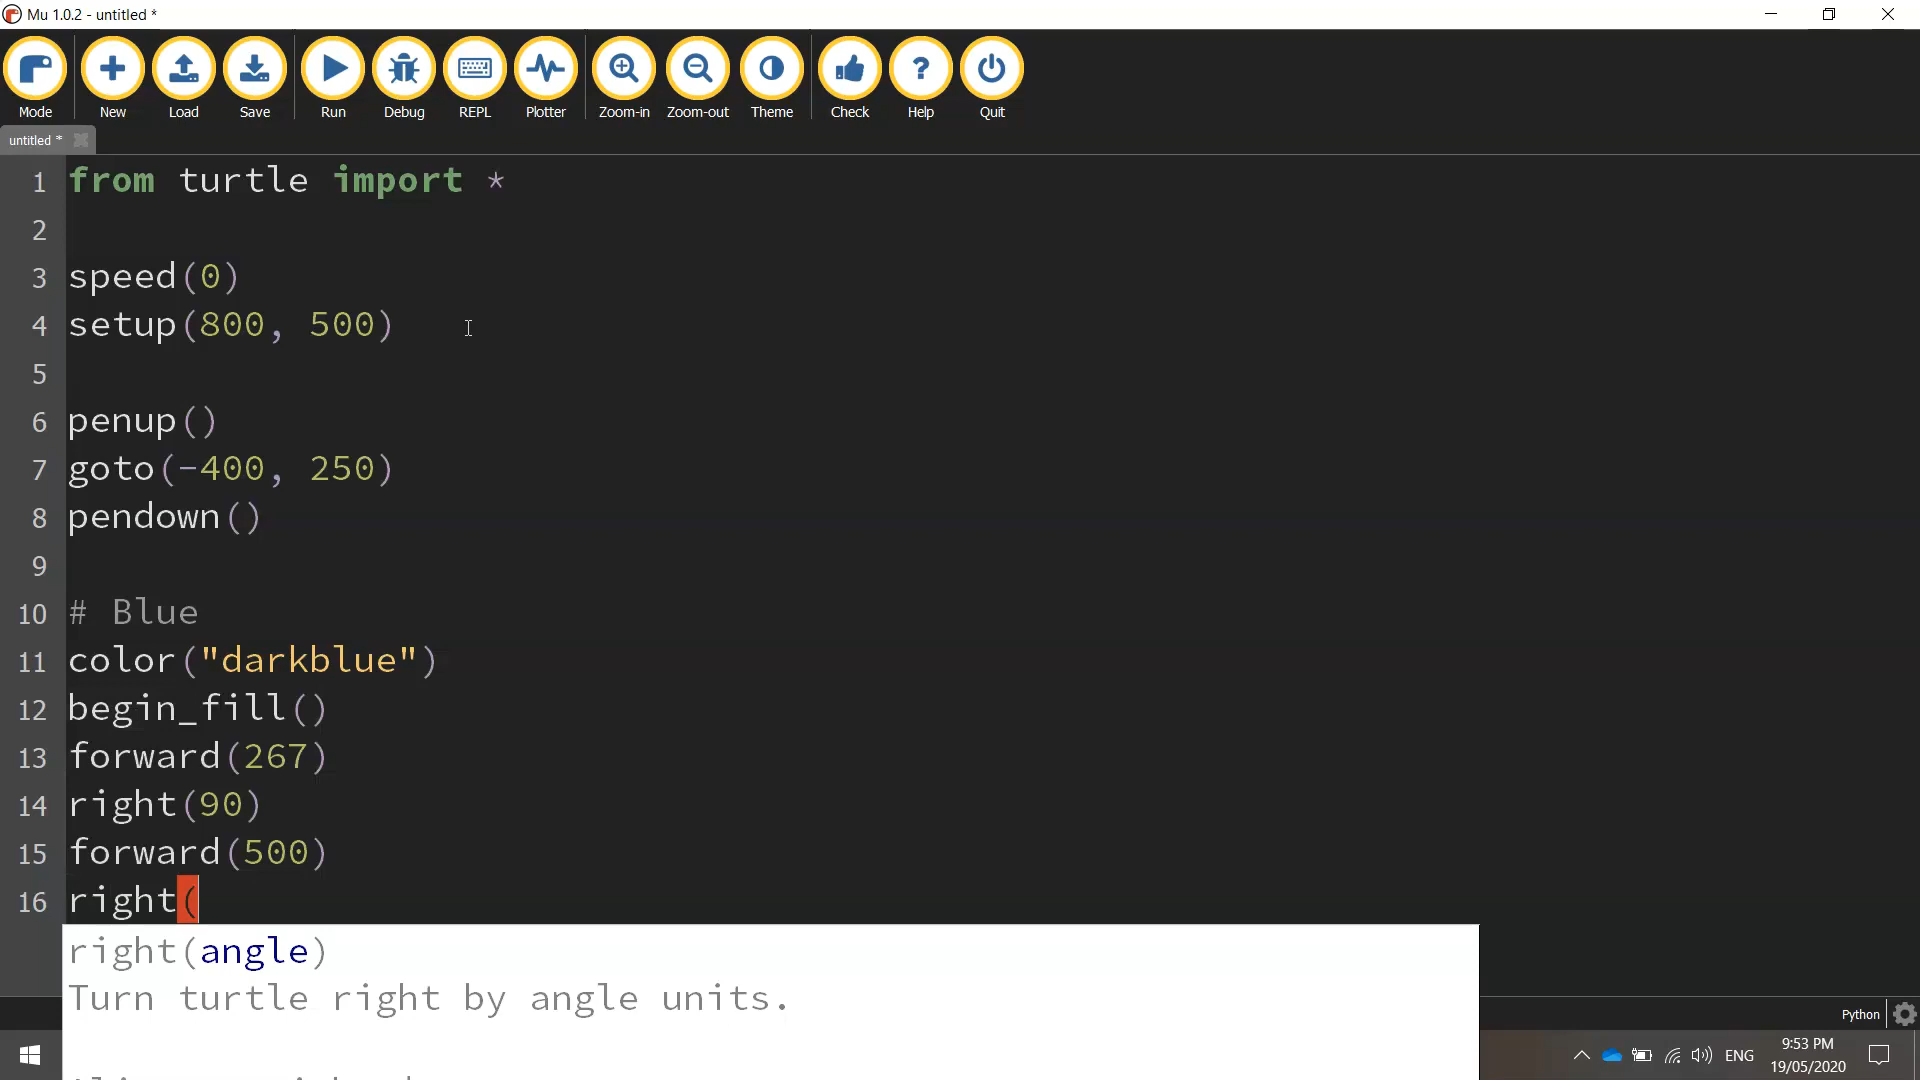 Mu 1.0.2 - untitled *
Mode New Load Save Run Debug REPL Plotter Zoom-in Zoom-out Theme Check Help Quit
untitled *
1 from turtle import *
2
3 speed(0)
4 setup(800, 500)
5
6 penup()
7 goto(-400, 250)
8 pendown()
9
10 # Blue
11 color("darkblue")
12 begin_fill()
13 forward(267)
14 right(90)
15 forward(500)
16 right(
right(angle)
Turn turtle right by angle units.
Python
ENG
9:53 PM
19/05/2020